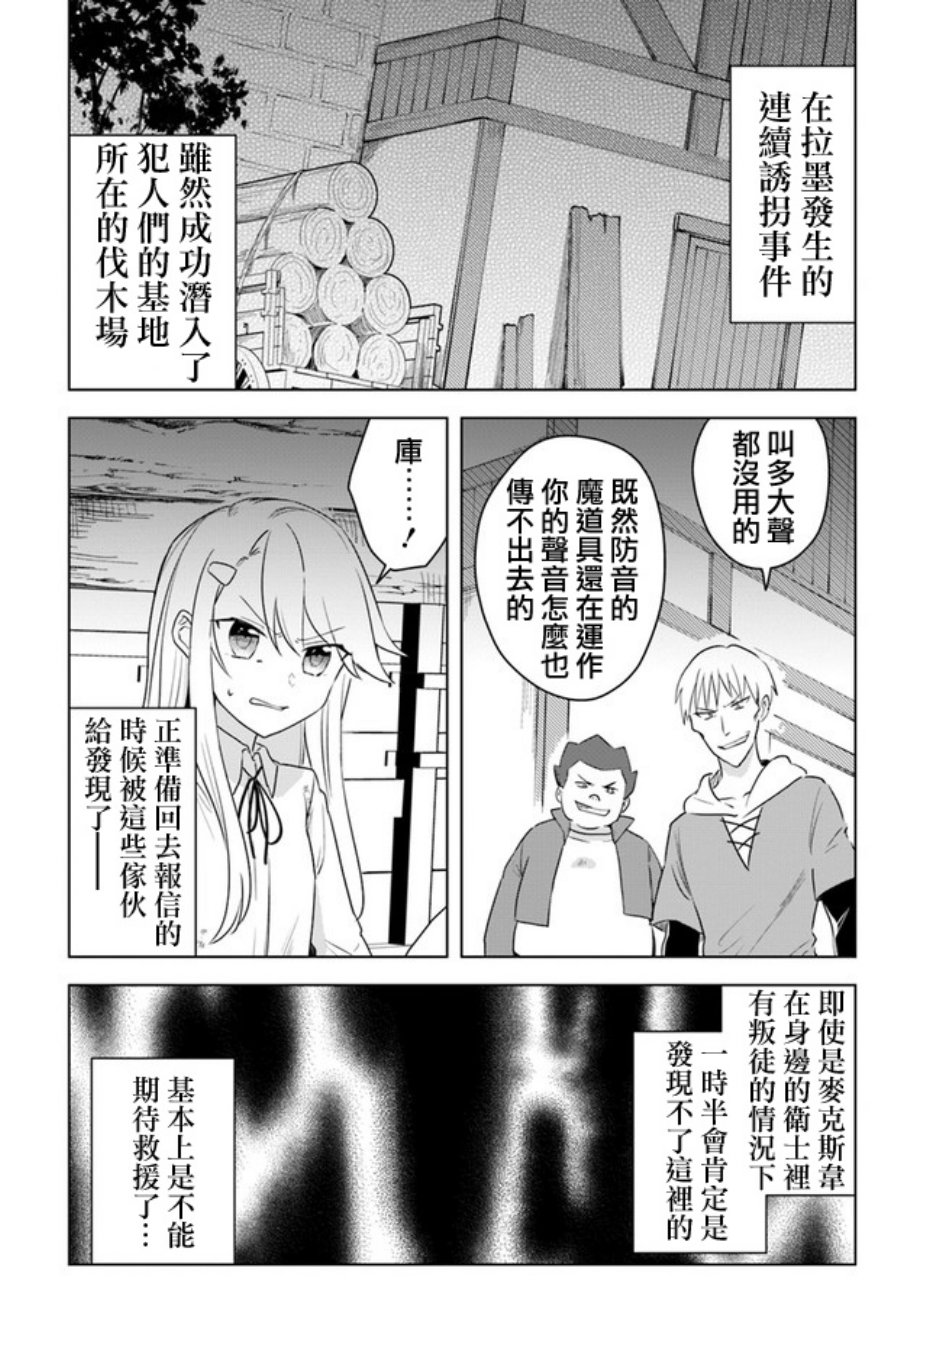 在拉墨發生的
連續誘拐事件
雖然成功潛入了
犯人們的基地
所在的伐木場
叫多大聲
都沒用的
既然防音的
魔道具還在運作
你的聲音怎麼也
傳不出去的
庫……！
正準備回去報信的
時候被這些傢伙
給發現了——
即使是麥克斯韋
在身邊的衛士裡
有叛徒的情況下
一時半會肯定是
發現不了這裡的
基本上是不能
期待救援了…